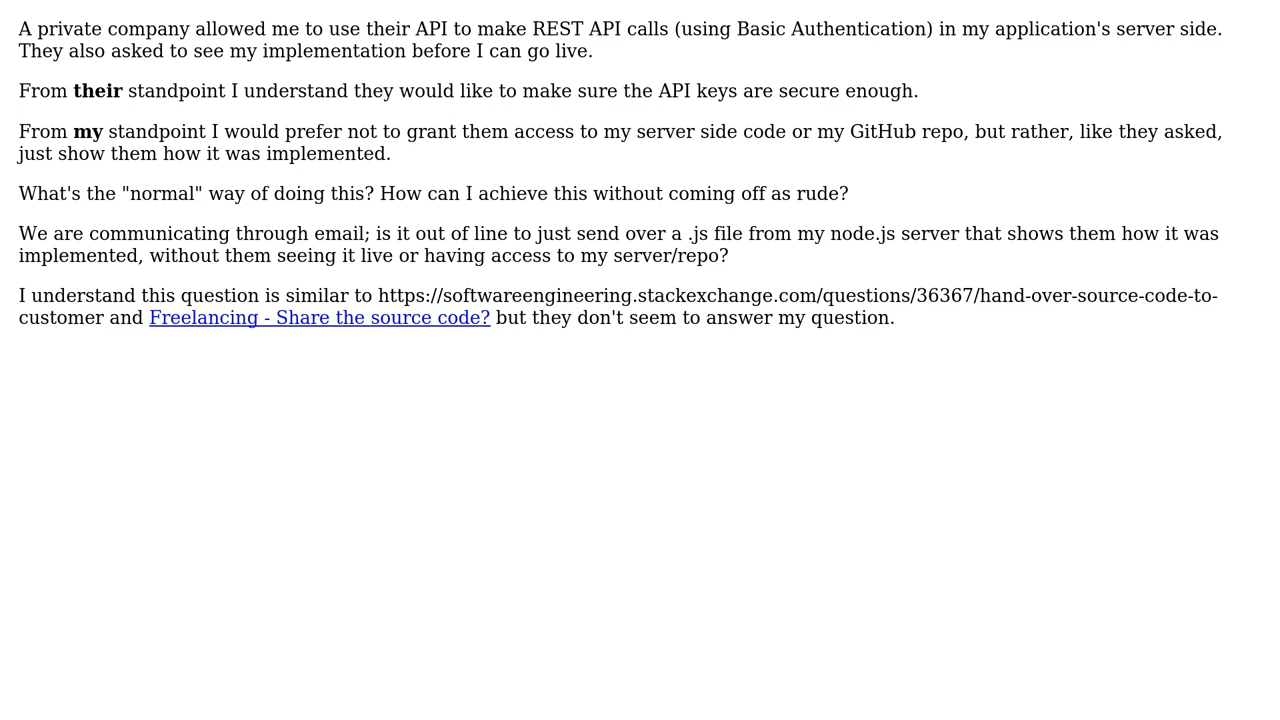 A private company allowed me to use their API to make REST API calls (using Basic Authentication) in my application's server side.
They also asked to see my implementation before I can go live.
From their standpoint I understand they would like to make sure the API keys are secure enough.
From my standpoint I would prefer not to grant them access to my server side code or my GitHub repo, but rather, like they asked,
just show them how it was implemented.
What's the "normal" way of doing this? How can I achieve this without coming off as rude?
We are communicating through email; is it out of line to just send over a .js file from my node.js server that shows them how it was
implemented, without them seeing it live or having access to my server/repo?
I understand this question is similar to https://softwareengineering.stackexchange.com/questions/36367/hand-over-source-code-to-
customer and Freelancing - Share the source code? but they don't seem to answer my question.